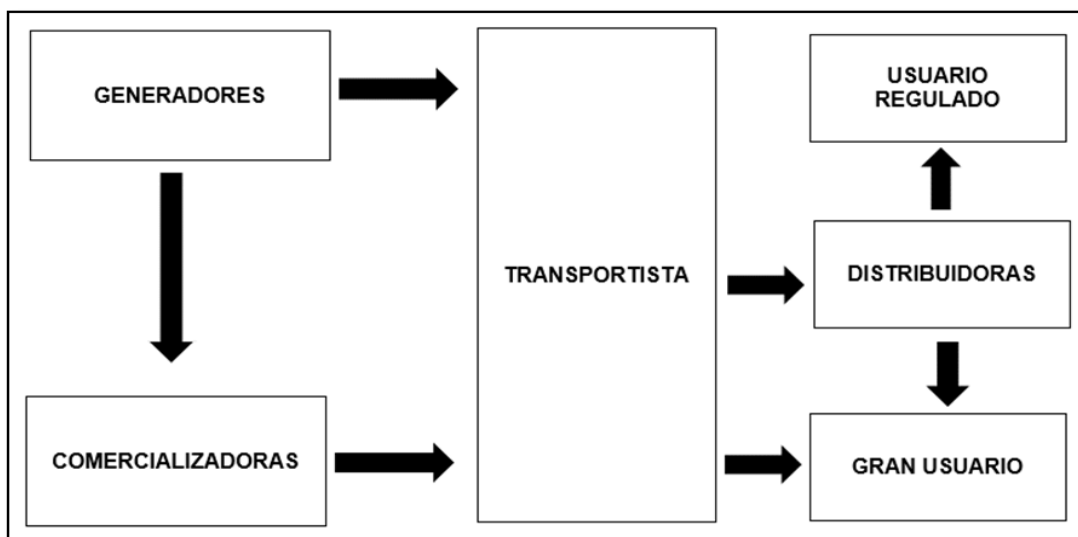 GENERADORES
COMERCIALIZADORAS
TRANSPORTISTA
USUARIO
REGULADO
DISTRIBUIDORAS
GRAN USUARIO